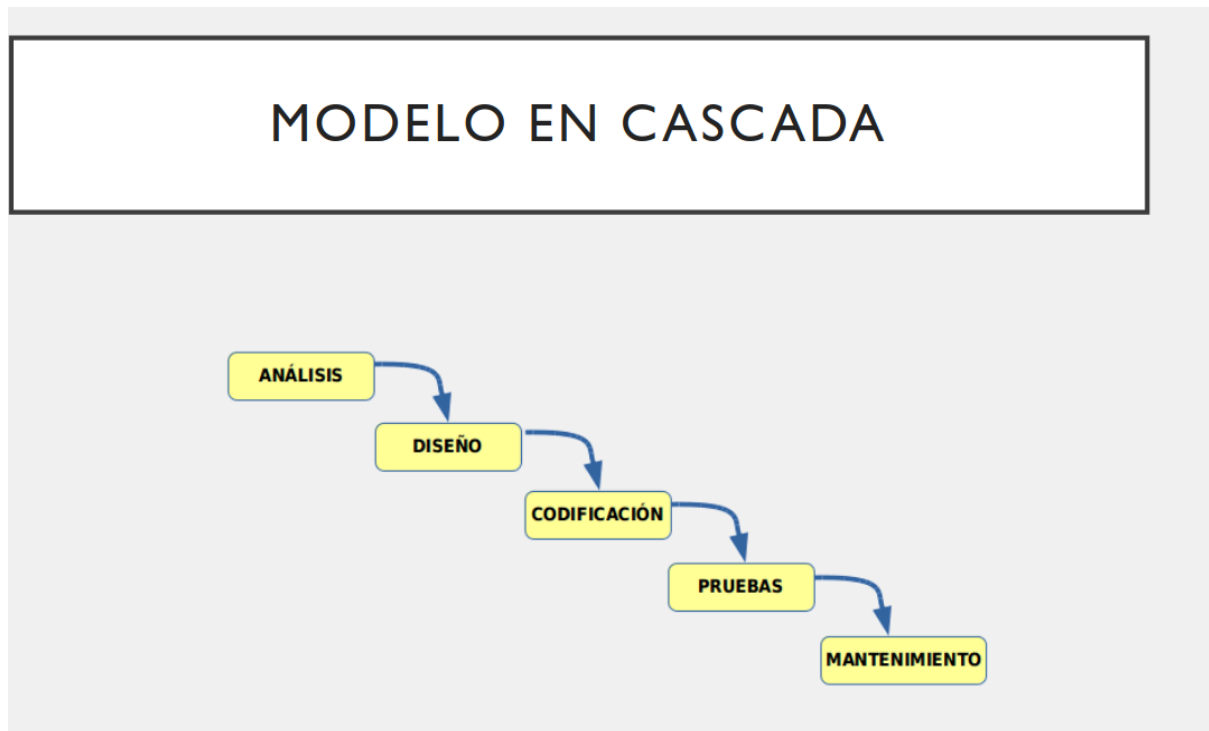 MODELO EN CASCADA
ANÁLISIS
DISEÑO
CODIFICACIÓN
PRUEBAS
MANTENIMIENTO